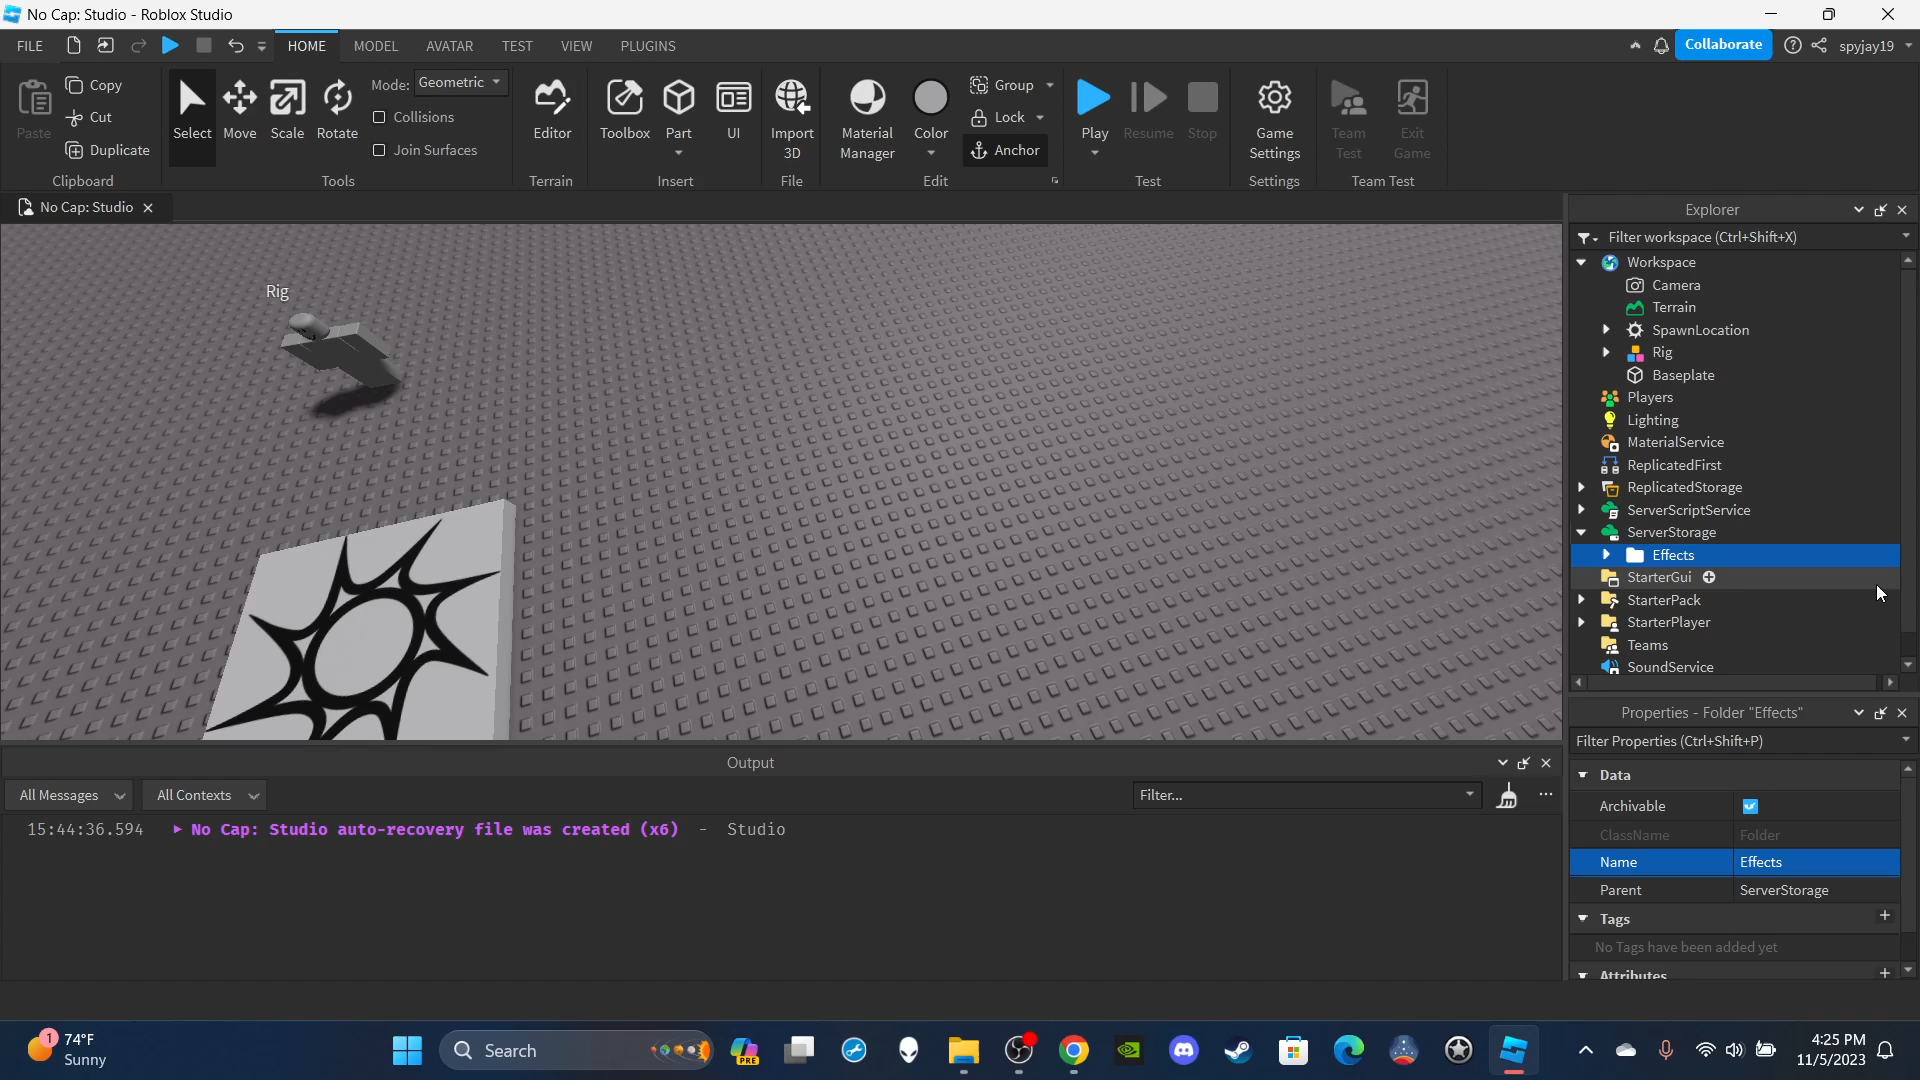 No Cap: Studio - Roblox Studio
FILE HOME MODEL AVATAR TEST VIEW PLUGINS Collaborate spyjay19
Paste Copy Cut Duplicate Clipboard
Select Move Scale Rotate Mode: Geometric Collisions Join Surfaces Tools
Editor Terrain
Toolbox Part UI Insert
Import 3D File
Material Manager Color Group Lock Anchor Edit
Play Resume Stop Test
Game Settings Settings
Team Test Exit Game Team Test
No Cap: Studio
Rig
Explorer
Filter workspace (Ctrl+Shift+X)
Workspace
Camera
Terrain
SpawnLocation
Rig
Baseplate
Players
Lighting
MaterialService
ReplicatedFirst
ReplicatedStorage
ServerScriptService
ServerStorage
Effects
StarterGui
StarterPack
StarterPlayer
Teams
SoundService
Properties - Folder "Effects"
Filter Properties (Ctrl+Shift+P)
Data
Archivable
ClassName Folder
Name Effects
Parent ServerStorage
Tags
No Tags have been added yet
Attributes
Output
All Messages All Contexts Filter...
15:44:36.594 No Cap: Studio auto-recovery file was created (x6) - Studio
1 74°F
Sunny
Search
PRE
4:25 PM
11/5/2023